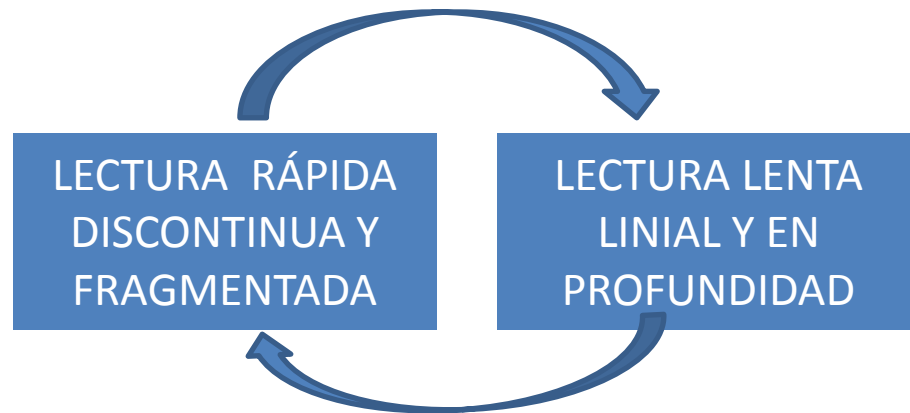 LECTURA RÁPIDA
DISCONTINUA Y
FRAGMENTADA
LECTURA LENTA
LINIAL Y EN
PROFUNDIDAD